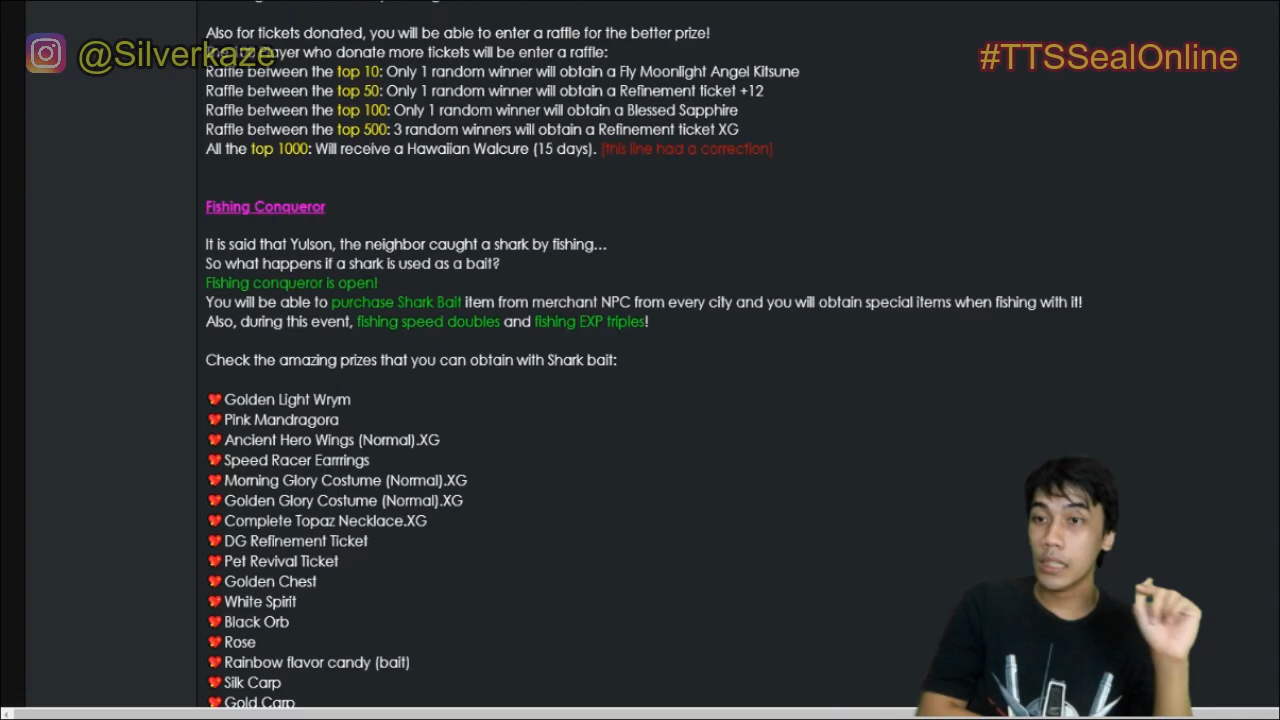 Also for tickets donated, you will be able to enter a raffle for the better prize!
@Silverkaze
#TTSSealOnline
Player who donate more tickets will be enter a raffle:
Raffle between the top 10: Only 1 random winner will obtain a Fly Moonlight Angel Kitsune
Raffle between the top 50: Only 1 random winner will obtain a Refinement ticket +12
Raffle between the top 100: Only 1 random winner will obtain a Blessed Sapphire
Raffle between the top 500: 3 random winners will obtain a Refinement ticket XG
All the top 1000: Will receive a Hawaiian Walcure (15 days). (this line had a correction)
Fishing Conqueror
It is said that Yulson, the neighbor caught a shark by fishing...
So what happens if a shark is used as a bait?
Fishing conqueror is open!
You will be able to purchase Shark Bait item from merchant NPC from every city and you will obtain special items when fishing with it!
Also, during this event, fishing speed doubles and fishing EXP triples!
Check the amazing prizes that you can obtain with Shark bait:
Golden Light Wrym
Pink Mandragora
Ancient Hero Wings (Normal).XG
Speed Racer Earrrings
Morning Glory Costume (Normal).XG
Golden Glory Costume (Normal).XG
Complete Topaz Necklace.XG
DG Refinement Ticket
Pet Revival Ticket
Golden Chest
White Spirit
Black Orb
Rose
Rainbow flavor candy (bait)
Silk Carp
Gold Carp